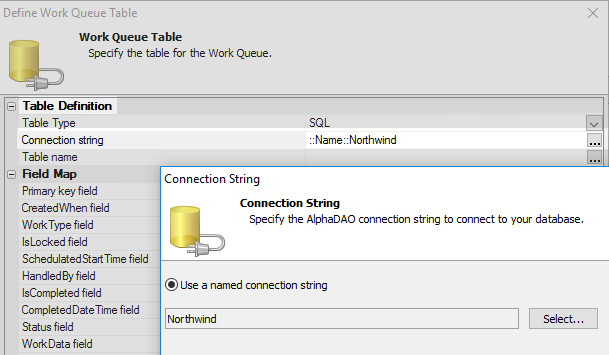 Define Work Queue Table
Work Queue Table
Specify the table for the Work Queue.
Table Definition
Table Type SQL
Connection string ::Name::Northwind ...
Table name ...
Field Map
Primary key field
CreatedWhen field
WorkType field
IsLocked field
SchedulatedStartTime field
HandledBy field
IsCompleted field
CompletedDateTime field
Status field
WorkData field
Connection String
Connection String
Specify the AlphaDAO connection string to connect to your database.
Use a named connection string
Northwind Select...